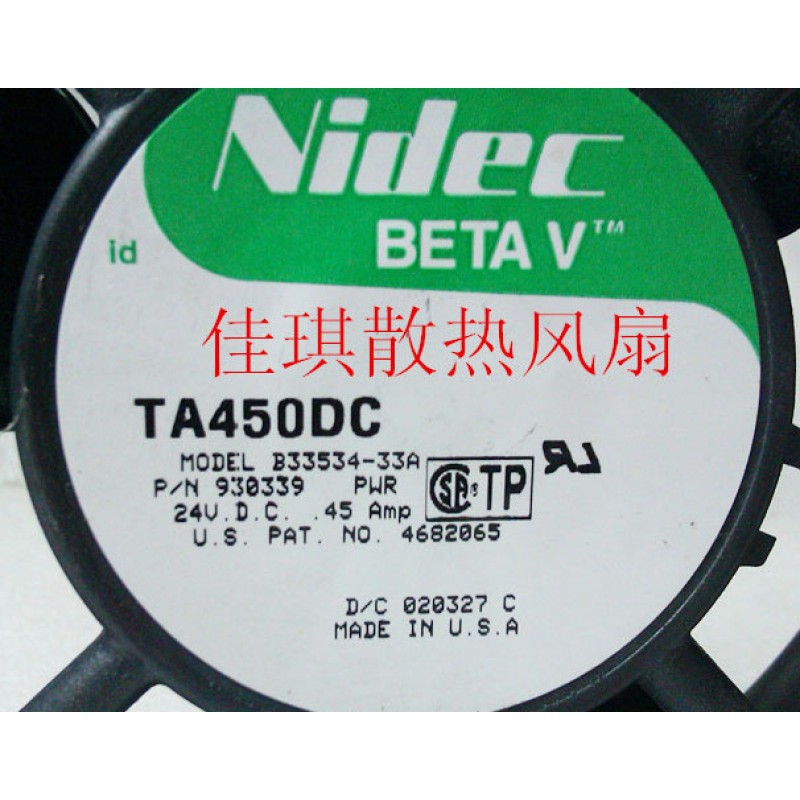 Nidec
BETA V™
id
佳琪散热风扇
TA450DC
MODEL B33534-33A
P/N 930339 PWR
24V.D.C. .45 Amp
SA® TP
U.S. PAT. NO. 4682065
D/C 020327 C
MADE IN U.S.A